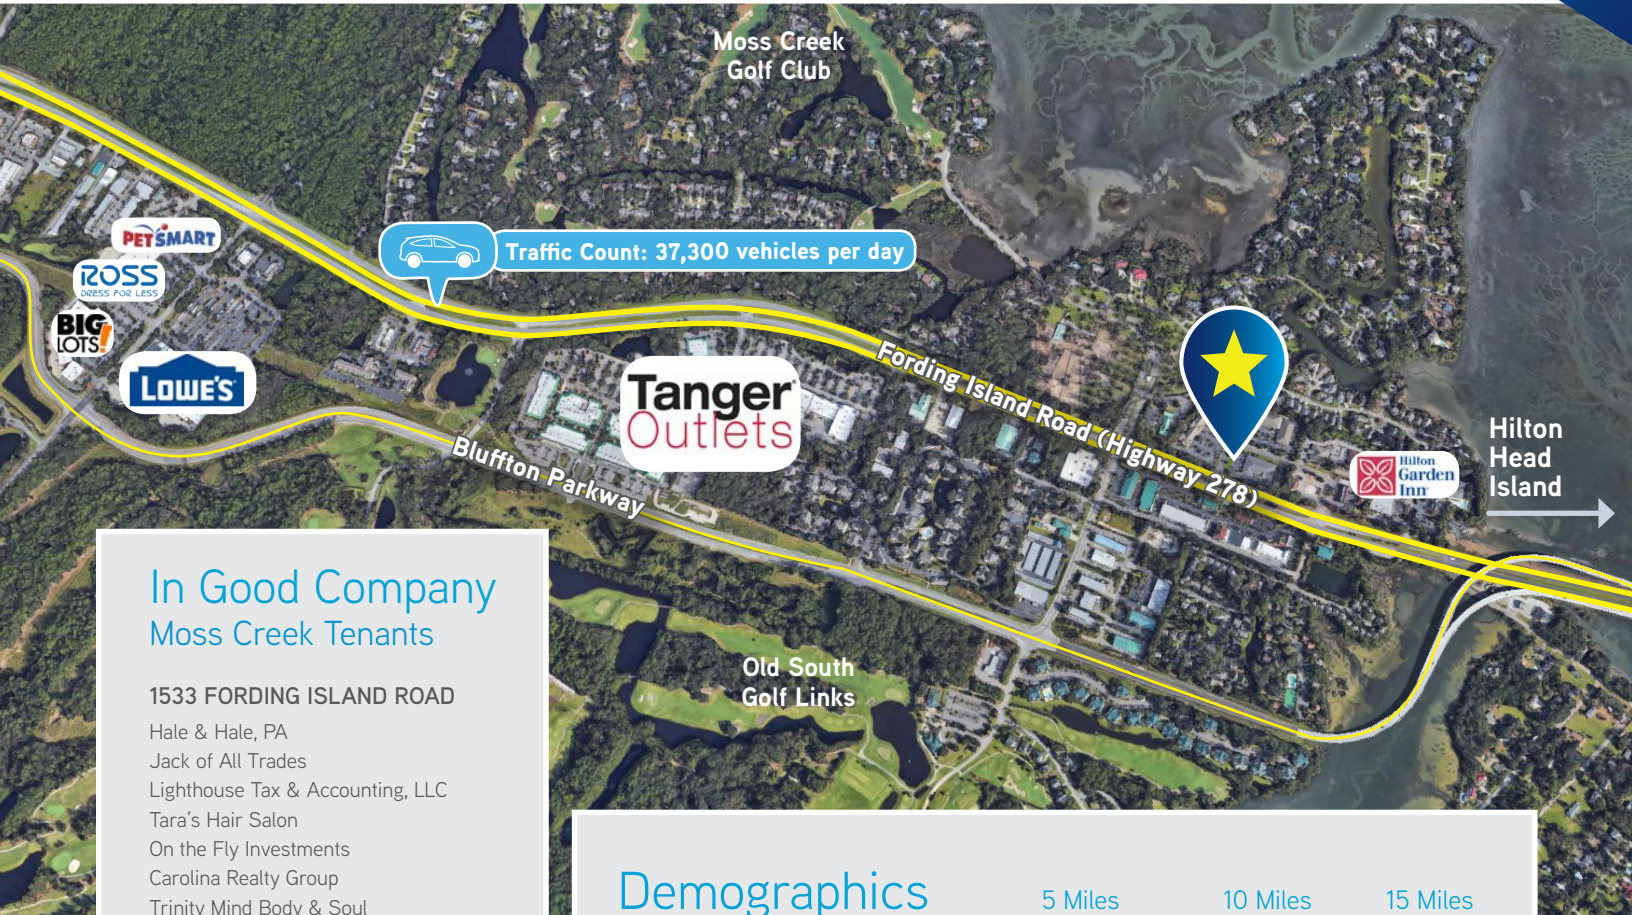 Moss Creek
Golf Club
PETSMART
ROSS
DRESS FOR LESS
BIG
LOTS!
LOWE'S
Traffic Count: 37,300 vehicles per day
Tanger
Outlets
Fording Island Road (Highway 278)
Bluffton Parkway
Hilton
Garden
Inn
Hilton
Head
Island
Old South
Golf Links
In Good Company
Moss Creek Tenants
1533 FORDING ISLAND ROAD
Hale & Hale, PA
Jack of All Trades
Lighthouse Tax & Accounting, LLC
Tara's Hair Salon
On the Fly Investments
Carolina Realty Group
Trinity Mind Body & Soul
Demographics
5 Miles 10 Miles 15 Miles